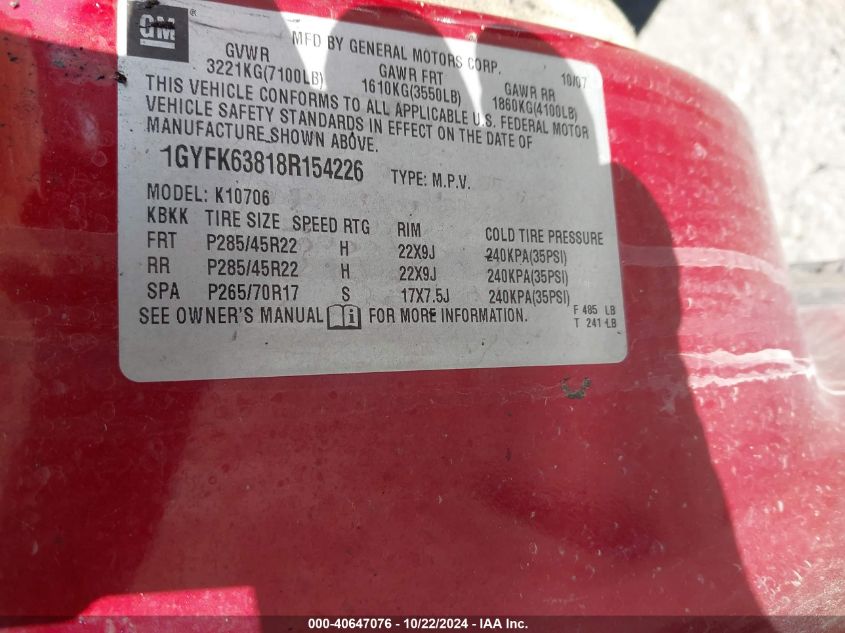 GM ®
MFD BY GENERAL MOTORS CORP. 10/07
GVWR GAWR FRT GAWR RR
3221KG(7100LB) 1610KG(3550LB) 1860KG(4100LB)
THIS VEHICLE CONFORMS TO ALL APPLICABLE U.S. FEDERAL MOTOR
VEHICLE SAFETY STANDARDS IN EFFECT ON THE DATE OF
MANUFACTURE SHOWN ABOVE.
1GYFK63818R154226 TYPE: M.P.V.
MODEL: K10706
KBKK TIRE SIZE SPEED RTG RIM COLD TIRE PRESSURE
FRT P285/45R22 H 22X9J 240KPA(35PSI)
RR P285/45R22 H 22X9J 240KPA(35PSI)
SPA P265/70R17 S 17X7.5J 240KPA(35PSI)
SEE OWNER'S MANUAL i FOR MORE INFORMATION.
F 485 LB
T 241 LB
000-40647076 - 10/22/2024 - IAA Inc.